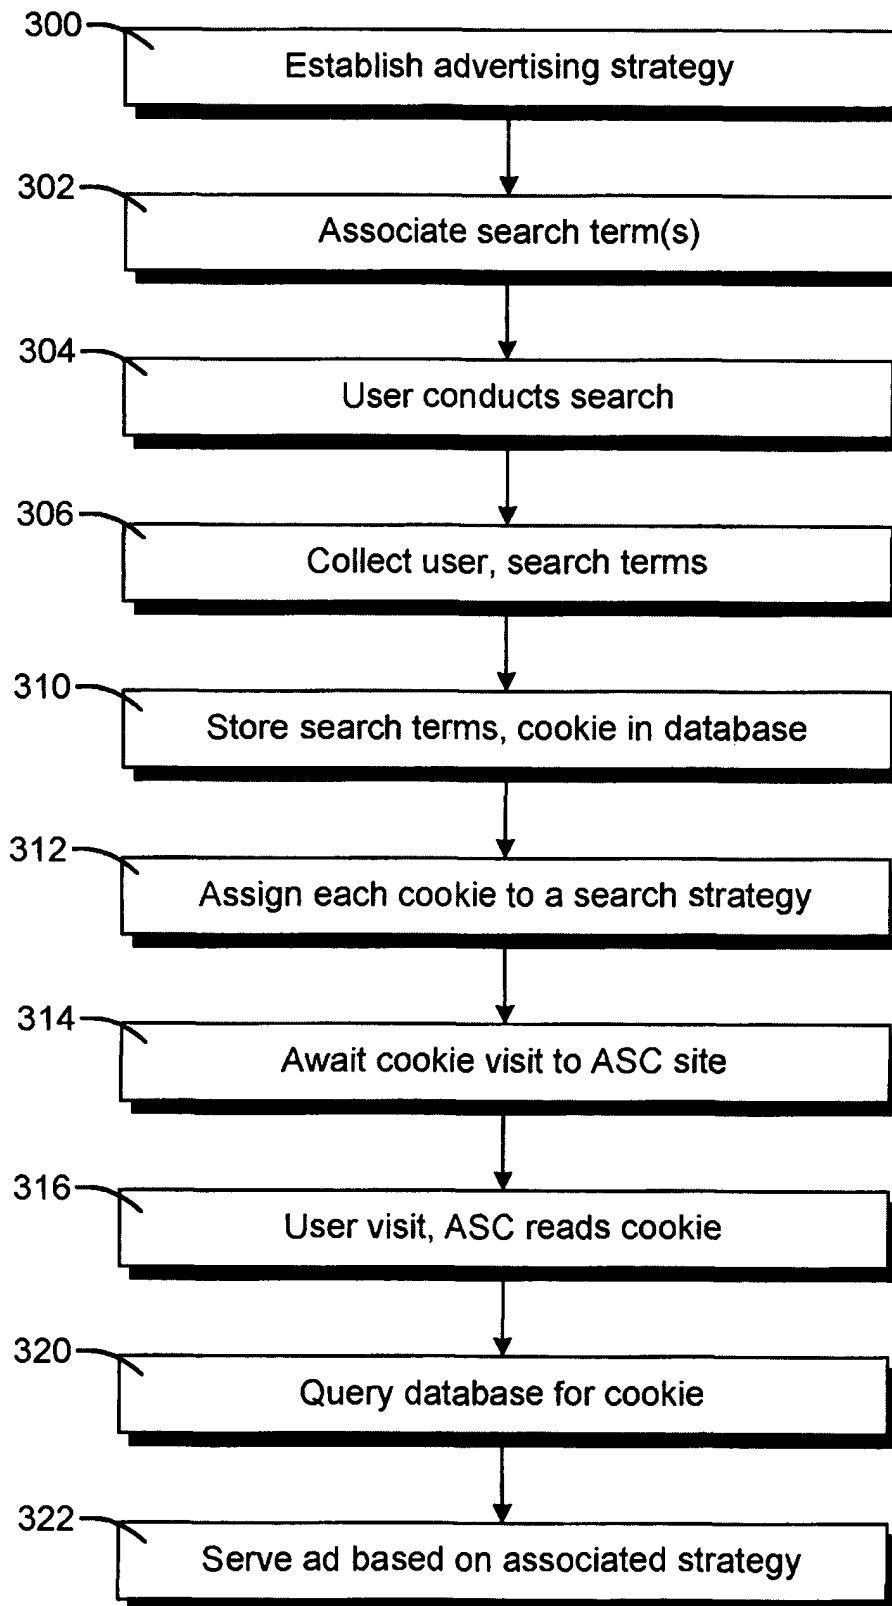 300
Establish advertising strategy
302
Associate search term(s)
304
User conducts search
306
Collect user, search terms
310
Store search terms, cookie in database
312
Assign each cookie to a search strategy
314
Await cookie visit to ASC site
316
User visit, ASC reads cookie
320
Query database for cookie
322
Serve ad based on associated strategy